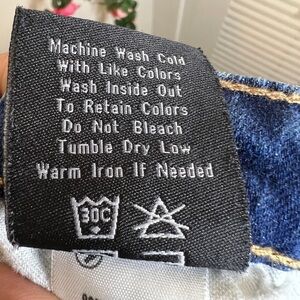 Machine Wash Cold
With Like Colors
Wash Inside Out
To Retain Colors
Do Not Bleach
Tumble Dry Low
Warm Iron If Needed
30C